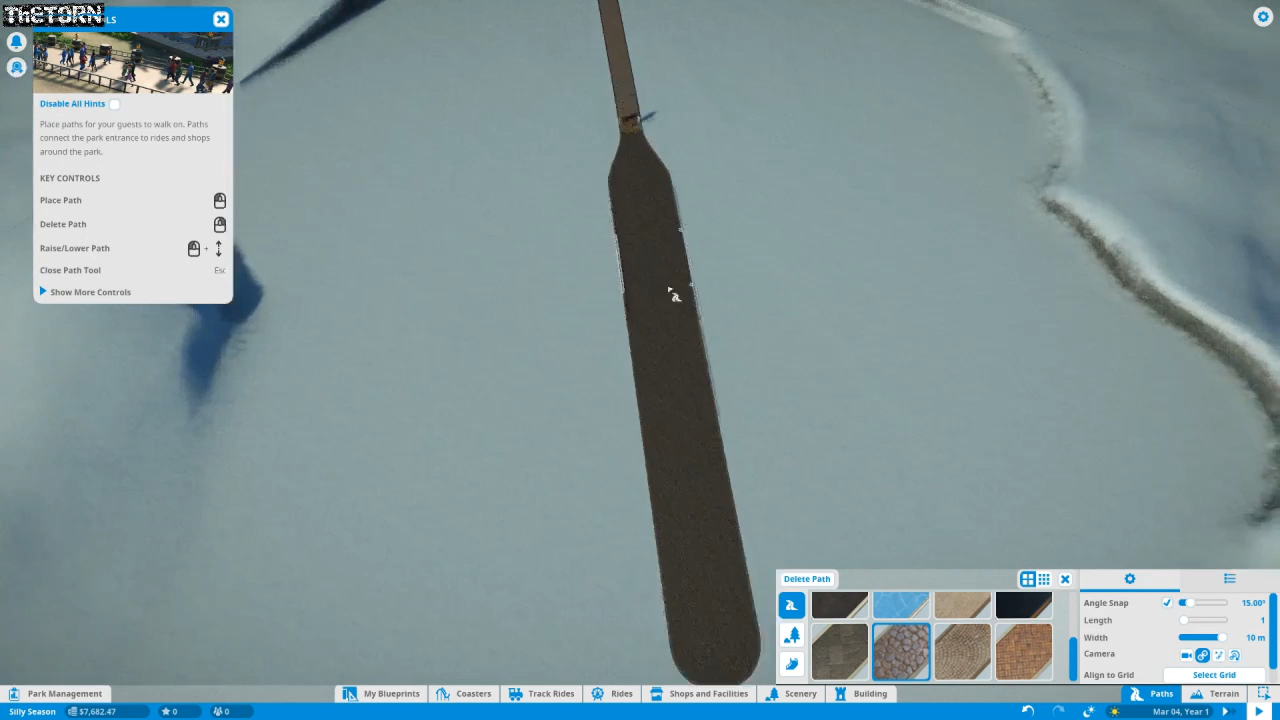 THETORN
LS
Disable All Hints
Place paths for your guests to walk on. Paths
connect the park entrance to rides and shops
around the park.
KEY CONTROLS
Place Path
Delete Path
Raise/Lower Path
+
Close Path Tool Esc
Show More Controls
Delete Path
Angle Snap 15.00°
Length 1
Width 10 m
Camera
Align to Grid Select Grid
Park Management My Blueprints Coasters Track Rides Rides Shops and Facilities Scenery Building Paths Terrain
Silly Season $7,682.47 0 0 Mar 04, Year 1